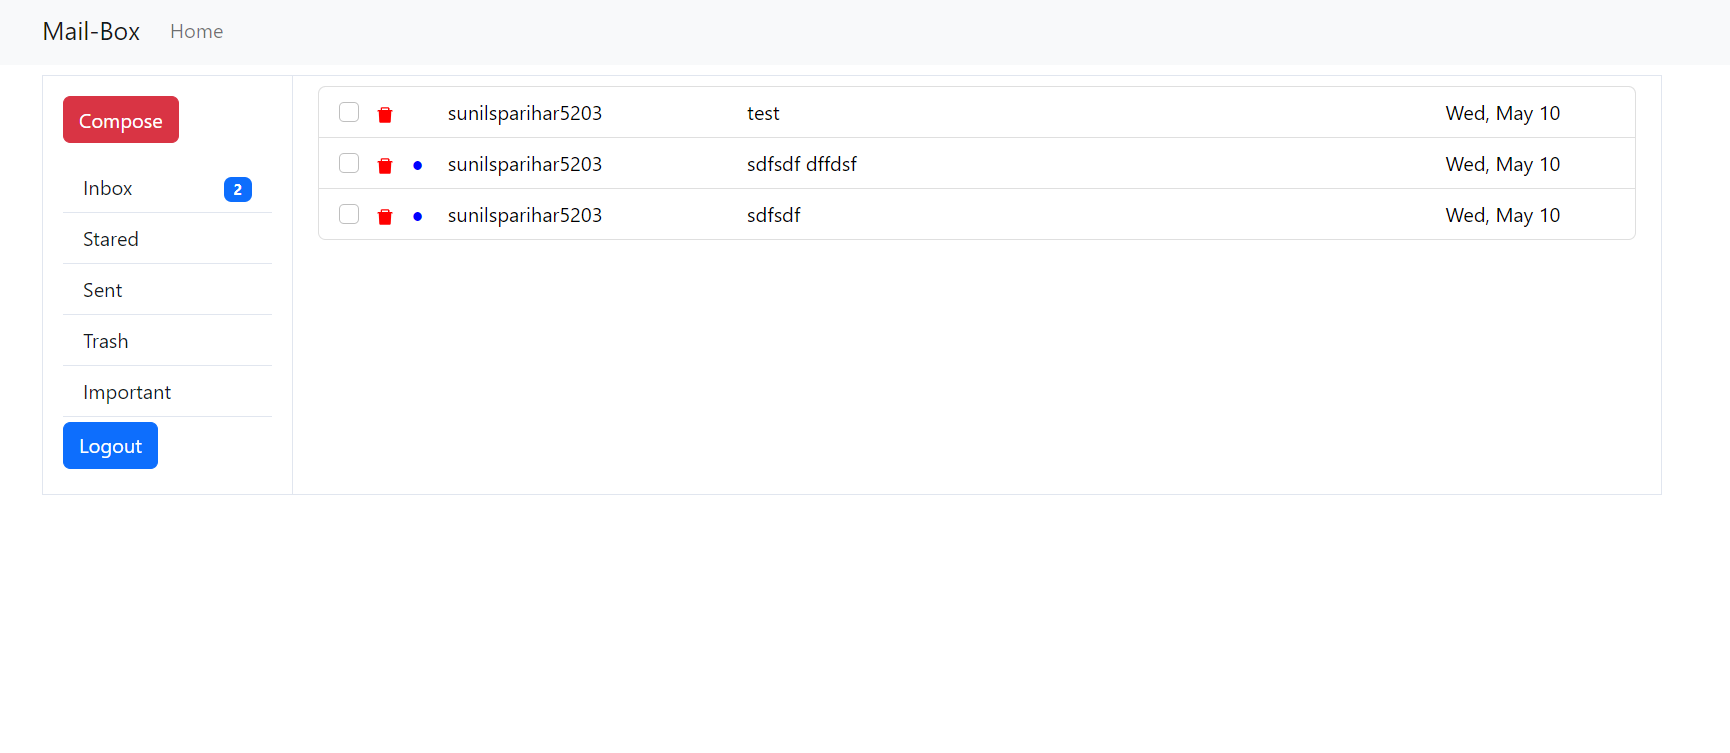 Mail-Box Home
Compose
Inbox 2
Stared
Sent
Trash
Important
Logout
sunilsparihar5203 test Wed, May 10
sunilsparihar5203 sdfsdf dffdsf Wed, May 10
sunilsparihar5203 sdfsdf Wed, May 10